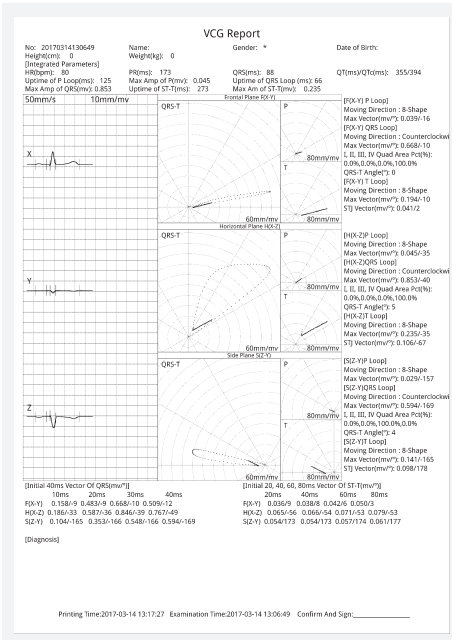 VCG Report
No: 20170314130649 Name: Gender: * Date of Birth:
Height(cm): 0 Weight(kg): 0
[Integrated Parameters]
HR(bpm): 80 PR(ms): 173 QRS(ms): 88 QT(ms)/QTc(ms): 355/394
Uptime of P Loop(ms): 125 Max Amp of P(mv): 0.045 Uptime of QRS Loop (ms): 66
Max Amp of QRS(mv): 0.853 Uptime of ST-T(ms): 273 Max Amp of ST-T(mv): 0.235
Frontal Plane F(X-Y)
50mm/s 10mm/mv
QRS-T
P
T
X
60mm/mv
80mm/mv
80mm/mv
[F(X-Y) P Loop]
Moving Direction : 8-Shape
Max Vector(mv/°): 0.039/-16
[F(X-Y) QRS Loop]
Moving Direction : Counterclockwi
Max Vector(mv/°): 0.668/-10
I, II, III, IV Quad Area Pct(%):
0.0%,0.0%,0.0%,100.0%
QRS-T Angle(°): 0
[F(X-Y) T Loop]
Moving Direction : 8-Shape
Max Vector(mv/°): 0.194/-10
STJ Vector(mv/°): 0.041/2
Horizontal Plane H(X-Z)
QRS-T
P
T
Y
60mm/mv
80mm/mv
80mm/mv
[H(X-Z)P Loop]
Moving Direction : 8-Shape
Max Vector(mv/°): 0.045/-35
[H(X-Z)QRS Loop]
Moving Direction : Counterclockwi
Max Vector(mv/°): 0.853/-40
I, II, III, IV Quad Area Pct(%):
0.0%,0.0%,0.0%,100.0%
QRS-T Angle(°): 5
[H(X-Z)T Loop]
Moving Direction : 8-Shape
Max Vector(mv/°): 0.235/-35
STJ Vector(mv/°): 0.106/-67
Side Plane S(Z-Y)
QRS-T
P
T
Z
60mm/mv
80mm/mv
80mm/mv
[S(Z-Y)P Loop]
Moving Direction : 8-Shape
Max Vector(mv/°): 0.029/-157
[S(Z-Y)QRS Loop]
Moving Direction : Counterclockwi
Max Vector(mv/°): 0.594/-169
I, II, III, IV Quad Area Pct(%):
0.0%,0.0%,100.0%,0.0%
QRS-T Angle(°): 4
[S(Z-Y)T Loop]
Moving Direction : 8-Shape
Max Vector(mv/°): 0.141/-165
STJ Vector(mv/°): 0.098/178
[Initial 40ms Vector Of QRS(mv/°)] [Initial 20, 40, 60, 80ms Vector Of ST-T(mv/°)]
10ms 20ms 30ms 40ms 20ms 40ms 60ms 80ms
F(X-Y) 0.158/-9 0.483/-9 0.668/-10 0.509/-12 F(X-Y) 0.036/9 0.038/8 0.042/6 0.050/3
H(X-Z) 0.186/-33 0.587/-36 0.846/-39 0.767/-49 H(X-Z) 0.065/-56 0.066/-54 0.071/-53 0.079/-53
S(Z-Y) 0.104/-165 0.353/-166 0.548/-166 0.594/-169 S(Z-Y) 0.054/173 0.054/173 0.057/174 0.061/177
[Diagnosis]
Printing Time:2017-03-14 13:17:27 Examination Time:2017-03-14 13:06:49 Confirm And Sign: